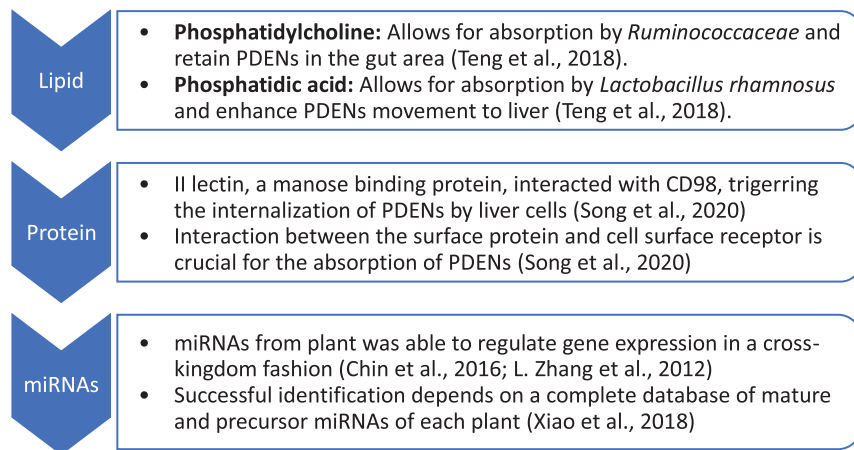 Lipid
• Phosphatidylcholine: Allows for absorption by Ruminococcaceae and
retain PDENs in the gut area (Teng et al., 2018).
• Phosphatidic acid: Allows for absorption by Lactobacillus rhamnosus
and enhance PDENs movement to liver (Teng et al., 2018).
Protein
• II lectin, a manose binding protein, interacted with CD98, trigerring
the internalization of PDENs by liver cells (Song et al., 2020)
• Interaction between the surface protein and cell surface receptor is
crucial for the absorption of PDENs (Song et al., 2020)
miRNAs
• miRNAs from plant was able to regulate gene expression in a cross-
kingdom fashion (Chin et al., 2016; L. Zhang et al., 2012)
• Successful identification depends on a complete database of mature
and precursor miRNAs of each plant (Xiao et al., 2018)